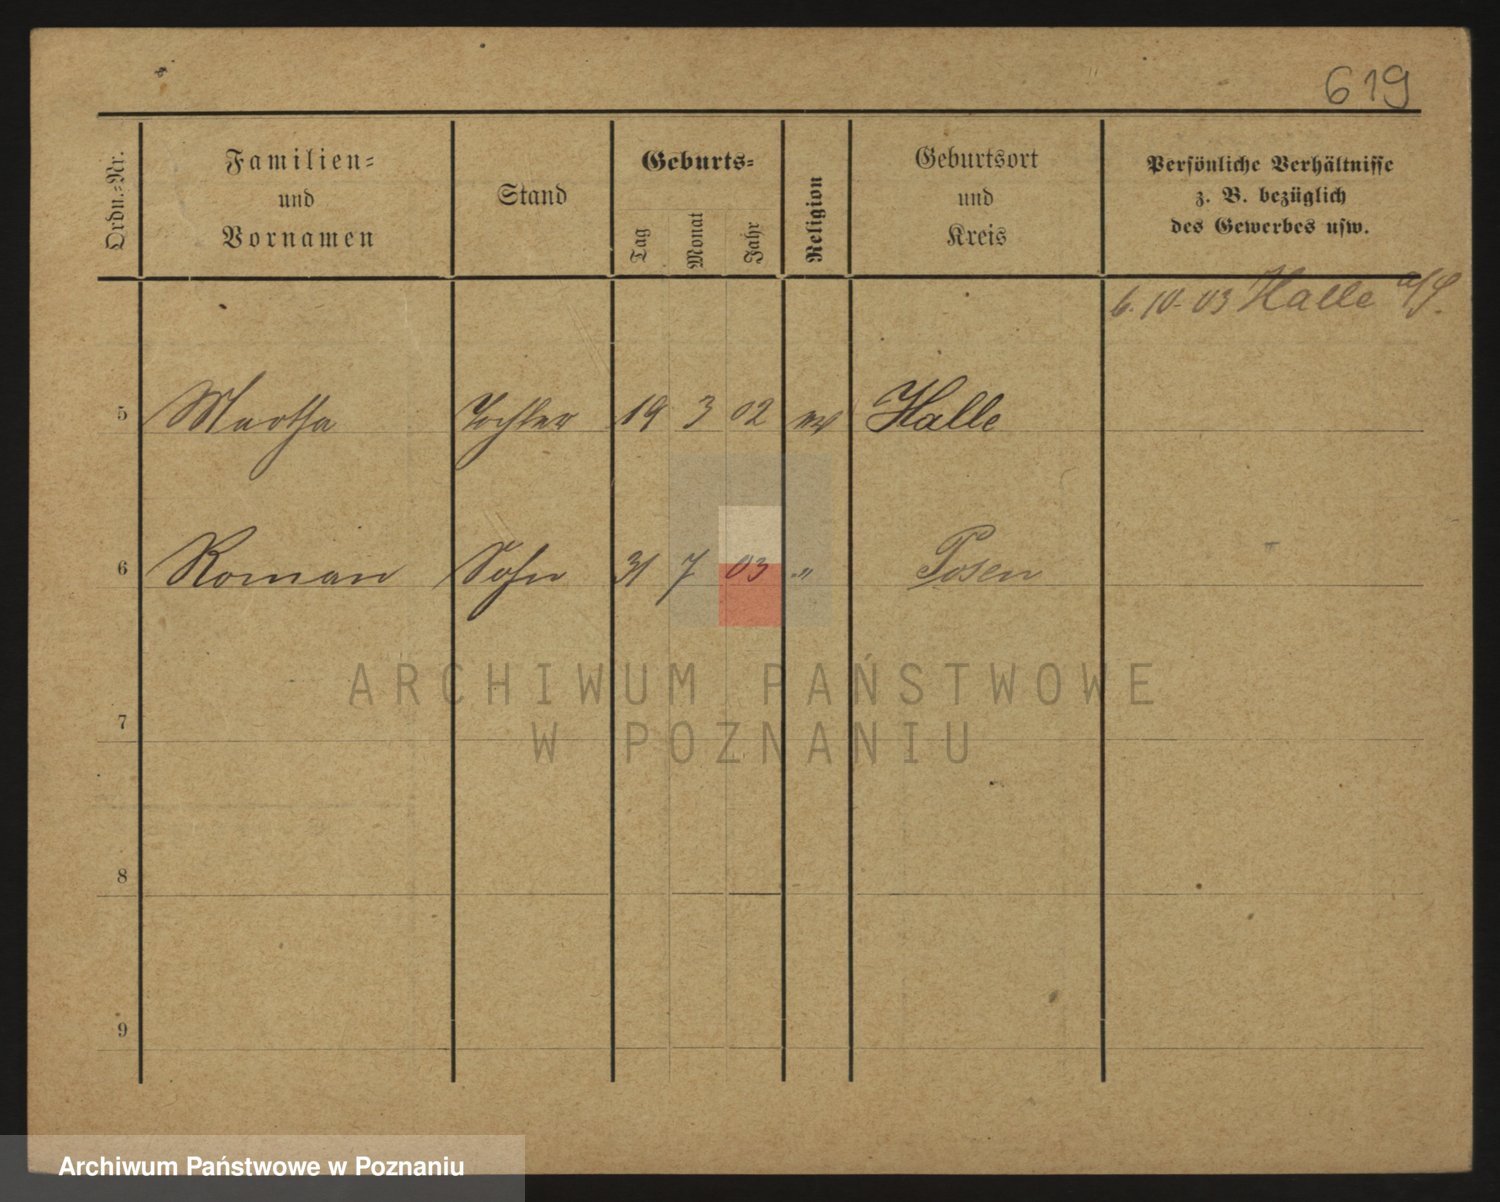 619
Ordn.-Nr.
Familien-
und
Vornamen
Stand
Geburts-
Tag
Monat
Jahr
Religion
Geburtsort
und
Kreis
Persönliche Verhältnisse
z. B. bezüglich
des Gewerbes usw.
6.10.03 Halle a/S.
5 Martha Tochter 19 3 02 ev Halle
6 Roman Sohn 31 7 03 " Posen
ARCHIWUM PAŃSTWOWE
W POZNANIU
7
8
9
Archiwum Państwowe w Poznaniu